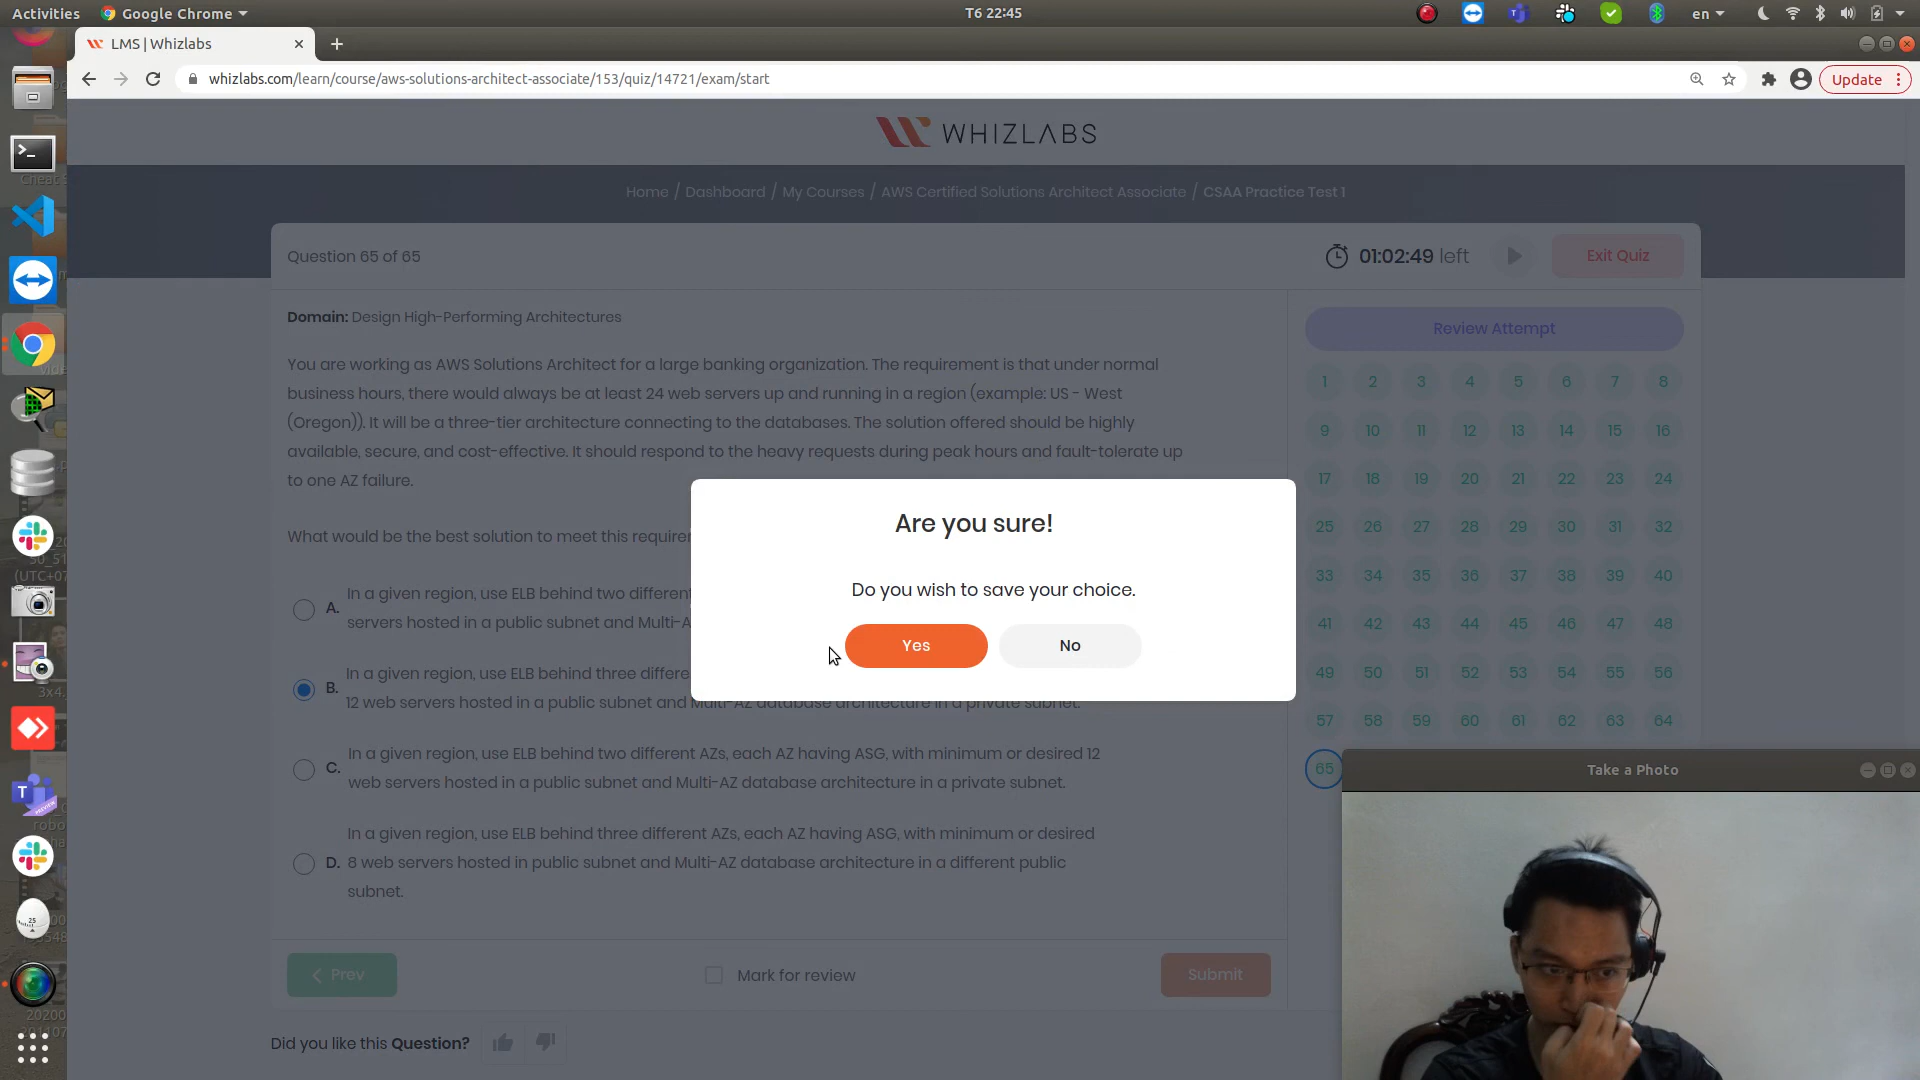 Activities
Google Chrome
T6 22:45
en
LMS | Whizlabs
whizlabs.com/learn/course/aws-solutions-architect-associate/153/quiz/14721/exam/start
Update
WHIZLABS
Home / Dashboard / My Courses / AWS Certified Solutions Architect Associate / CSAA Practice Test 1
Question 65 of 65
01:02:49 left
Exit Quiz
Domain: Design High-Performing Architectures
Review Attempt
You are working as AWS Solutions Architect for a large banking organization. The requirement is that under normal
business hours, there would always be at least 24 web servers up and running in a region (example: US - West
(Oregon)). It will be a three-tier architecture connecting to the databases. The solution offered should be highly
available, secure, and cost-effective. It should respond to the heavy requests during peak hours and fault-tolerate up
to one AZ failure.
What would be the best solution to meet this requirem
A. In a given region, use ELB behind two different
servers hosted in a public subnet and Multi-A
B. In a given region, use ELB behind three differe
12 web servers hosted in a public subnet and Multi-AZ database architecture in a private subnet.
C. In a given region, use ELB behind two different AZs, each AZ having ASG, with minimum or desired 12
web servers hosted in a public subnet and Multi-AZ database architecture in a private subnet.
D. In a given region, use ELB behind three different AZs, each AZ having ASG, with minimum or desired
8 web servers hosted in public subnet and Multi-AZ database architecture in a different public
subnet.
Are you sure!
Do you wish to save your choice.
Yes
No
1 2 3 4 5 6 7 8
9 10 11 12 13 14 15 16
17 18 19 20 21 22 23 24
25 26 27 28 29 30 31 32
33 34 35 36 37 38 39 40
41 42 43 44 45 46 47 48
49 50 51 52 53 54 55 56
57 58 59 60 61 62 63 64
65
Take a Photo
Prev
Mark for review
Submit
Did you like this Question?